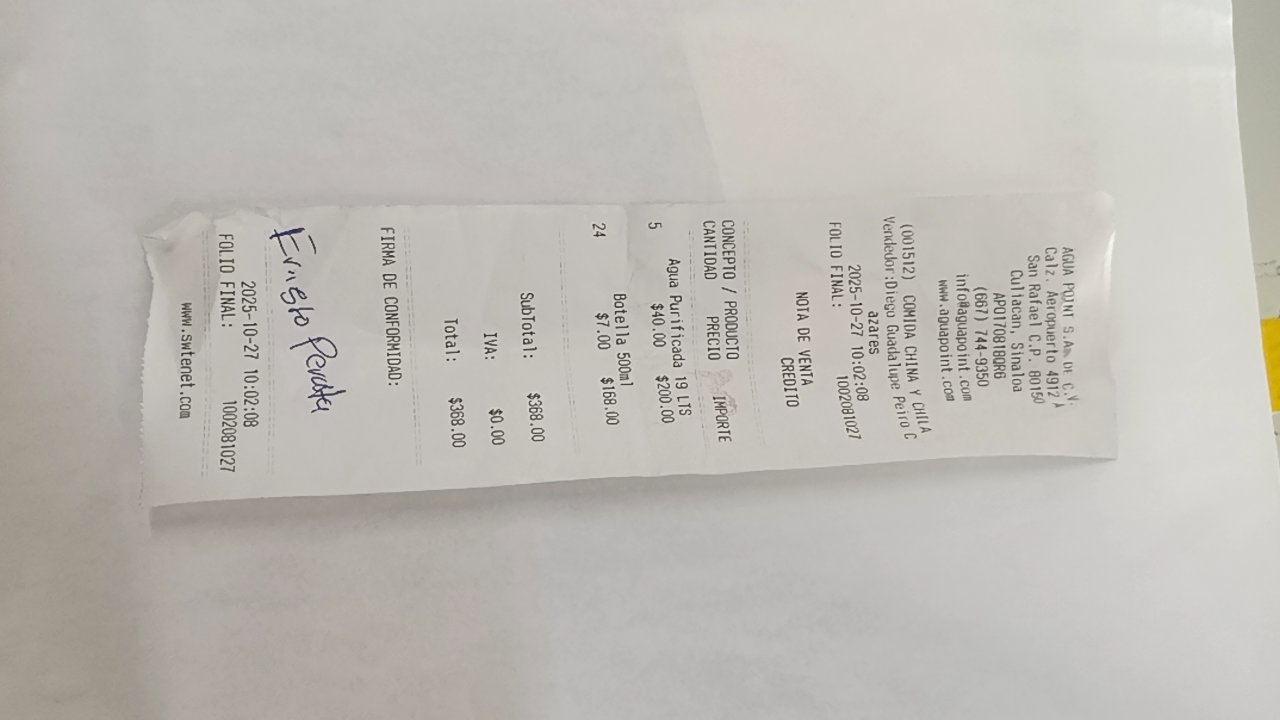 AGUA POINT S.A. DE C.V.
Calz. Aeropuerto 4912 A
San Rafael C.P. 80150
Culiacan, Sinaloa
APO170818QR6
(667) 744-9350
info@aguapoint.com
www.aguapoint.com
(001512) COMIDA CHINA Y CHILA
Vendedor:Diego Guadalupe Peiro C
azares
2025-10-27 10:02:08
FOLIO FINAL: 1002081027
NOTA DE VENTA
CREDITO
CONCEPTO / PRODUCTO
CANTIDAD PRECIO IMPORTE
Agua Purificada 19 LTS
5 $40.00 $200.00
Botella 500ml
24 $7.00 $168.00
SubTotal: $368.00
IVA: $0.00
Total: $368.00
FIRMA DE CONFORMIDAD:
Ernesto
2025-10-27 10:02:08
FOLIO FINAL: 1002081027
www.swtenet.com